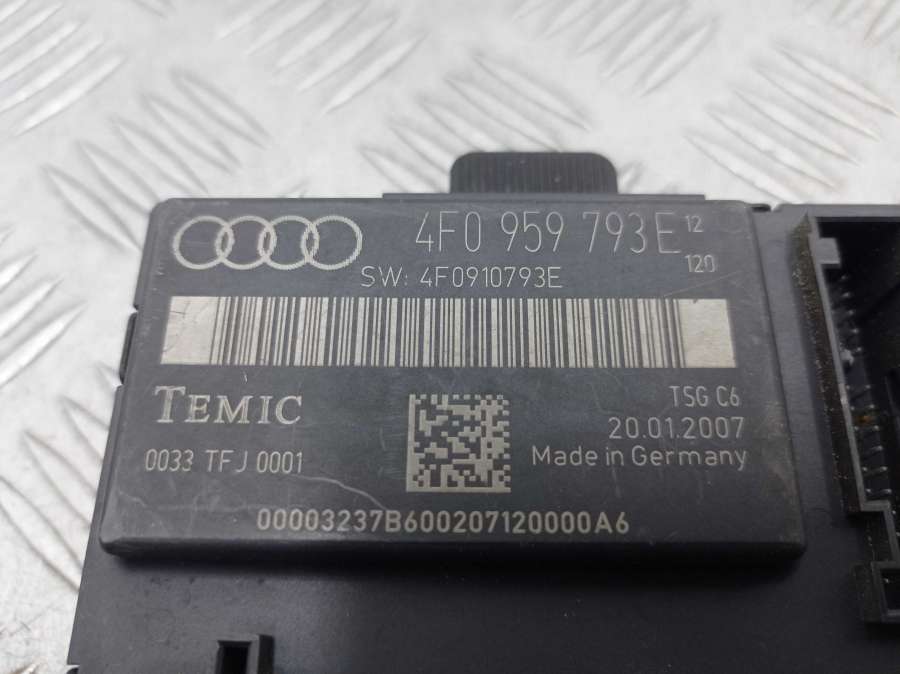 4F0 959 793E 12
120
SW: 4F0910793E
TEMIC
TSG C6
20.01.2007
0033 TFJ 0001
Made in Germany
00003237B600207120000A6